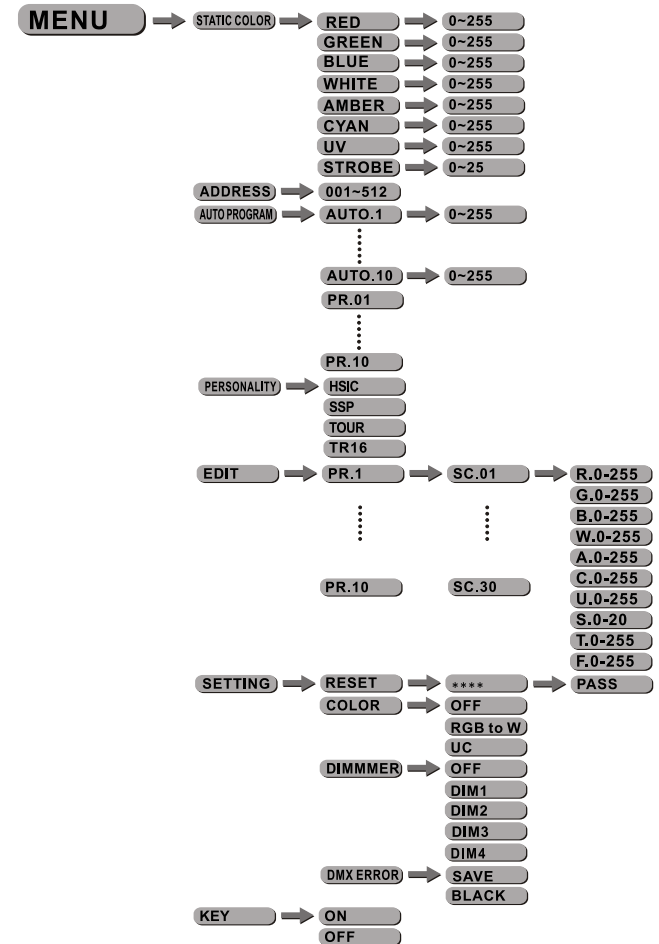 MENU STATIC COLOR RED 0~255
GREEN 0~255
BLUE 0~255
WHITE 0~255
AMBER 0~255
CYAN 0~255
UV 0~255
STROBE 0~25
ADDRESS 001~512
AUTO PROGRAM AUTO.1 0~255
AUTO.10 0~255
PR.01
PR.10
PERSONALITY HSIC
SSP
TOUR
TR16
EDIT PR.1 SC.01 R.0-255
G.0-255
B.0-255
W.0-255
A.0-255
PR.10 SC.30 C.0-255
U.0-255
S.0-20
T.0-255
F.0-255
SETTING RESET **** PASS
COLOR OFF
RGB to W
UC
DIMMMER OFF
DIM1
DIM2
DIM3
DIM4
DMX ERROR SAVE
BLACK
KEY ON
OFF